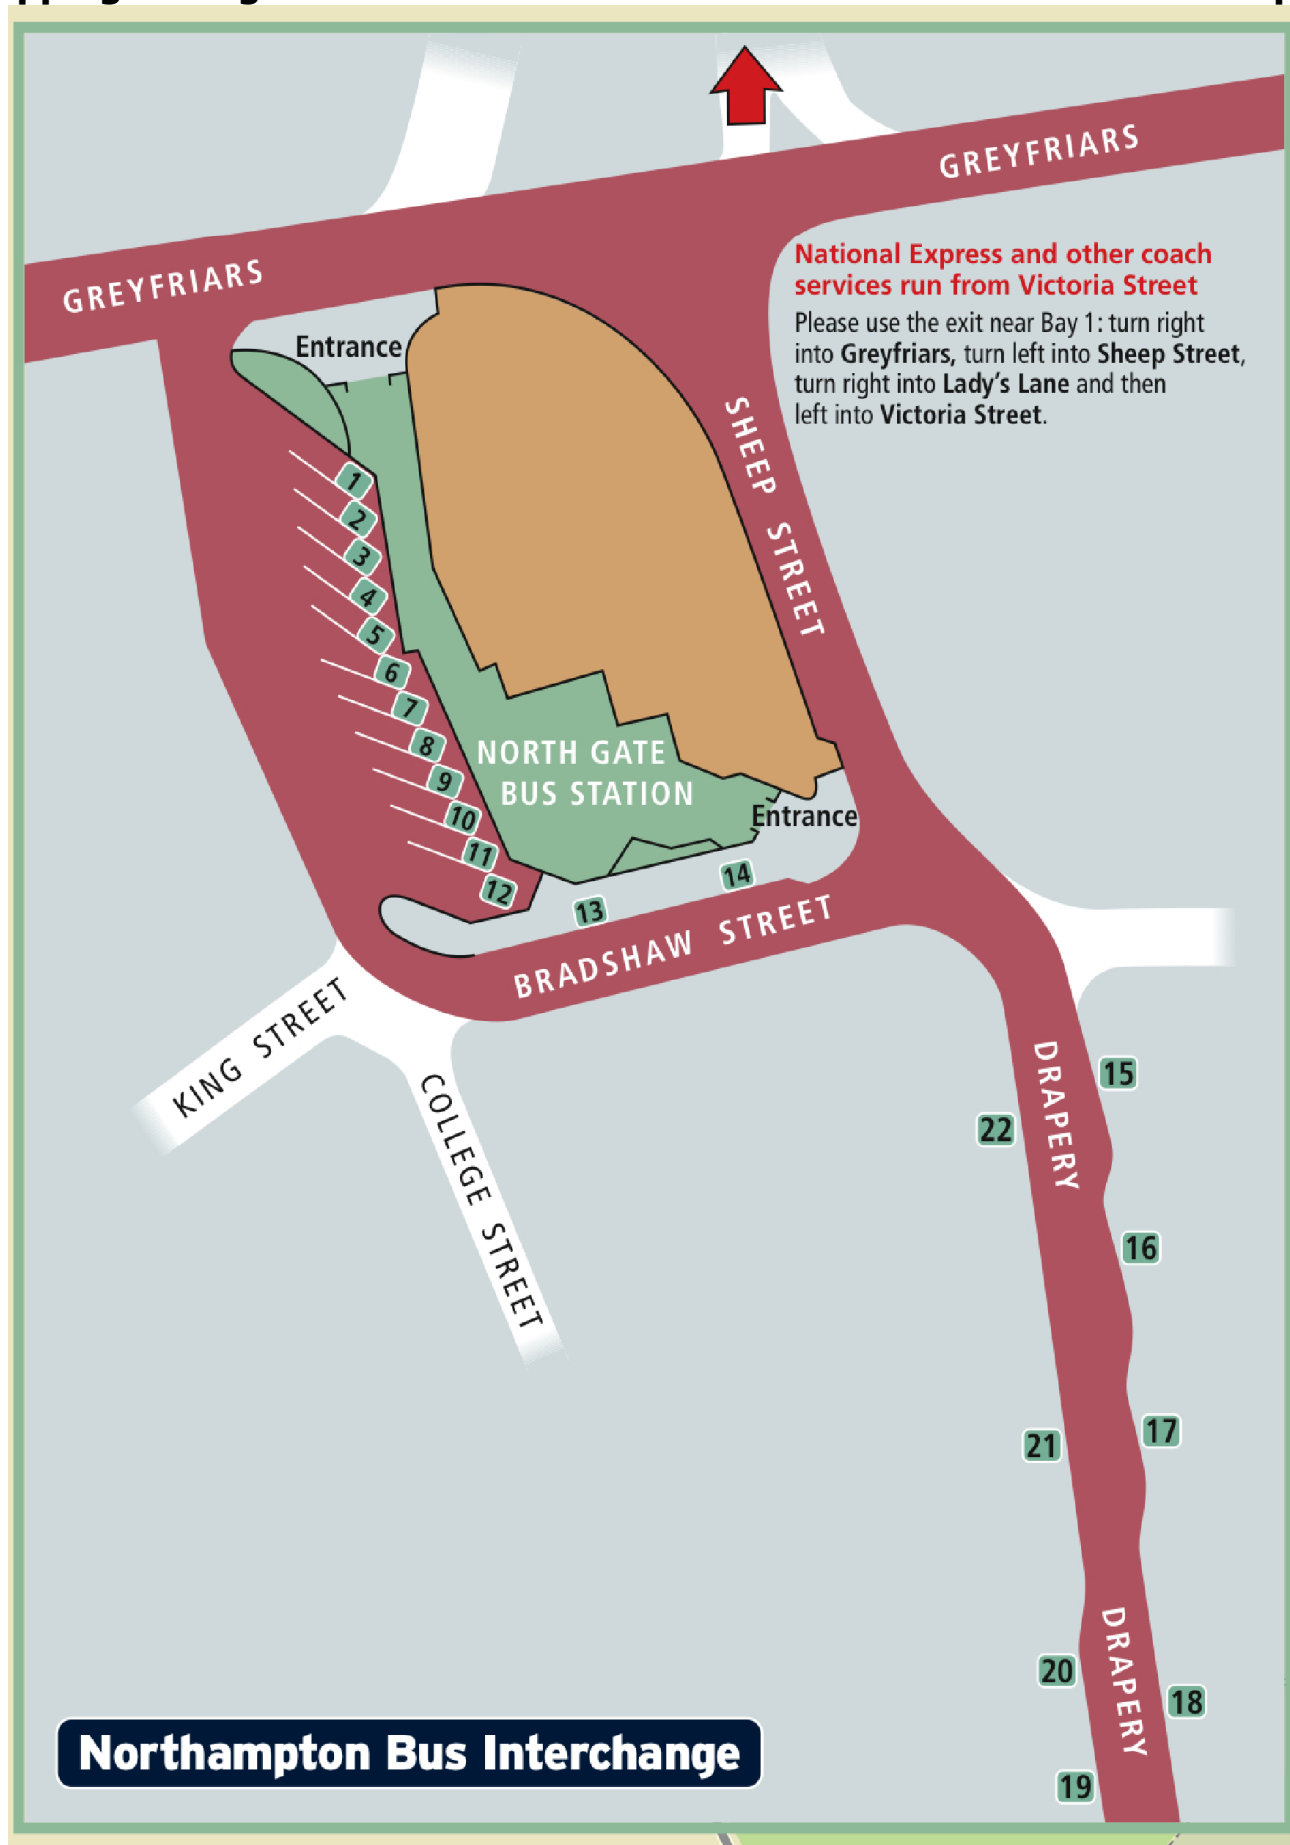 GREYFRIARS
GREYFRIARS
National Express and other coach
services run from Victoria Street
Please use the exit near Bay 1: turn right
into Greyfriars, turn left into Sheep Street,
turn right into Lady's Lane and then
left into Victoria Street.
Entrance
SHEEP STREET
1
2
3
4
5
6
7
8
9
10
11
12
NORTH GATE
BUS STATION
Entrance
14
13
BRADSHAW STREET
KING STREET
COLLEGE STREET
DRAPERY
15
22
16
17
21
DRAPERY
20
18
19
Northampton Bus Interchange